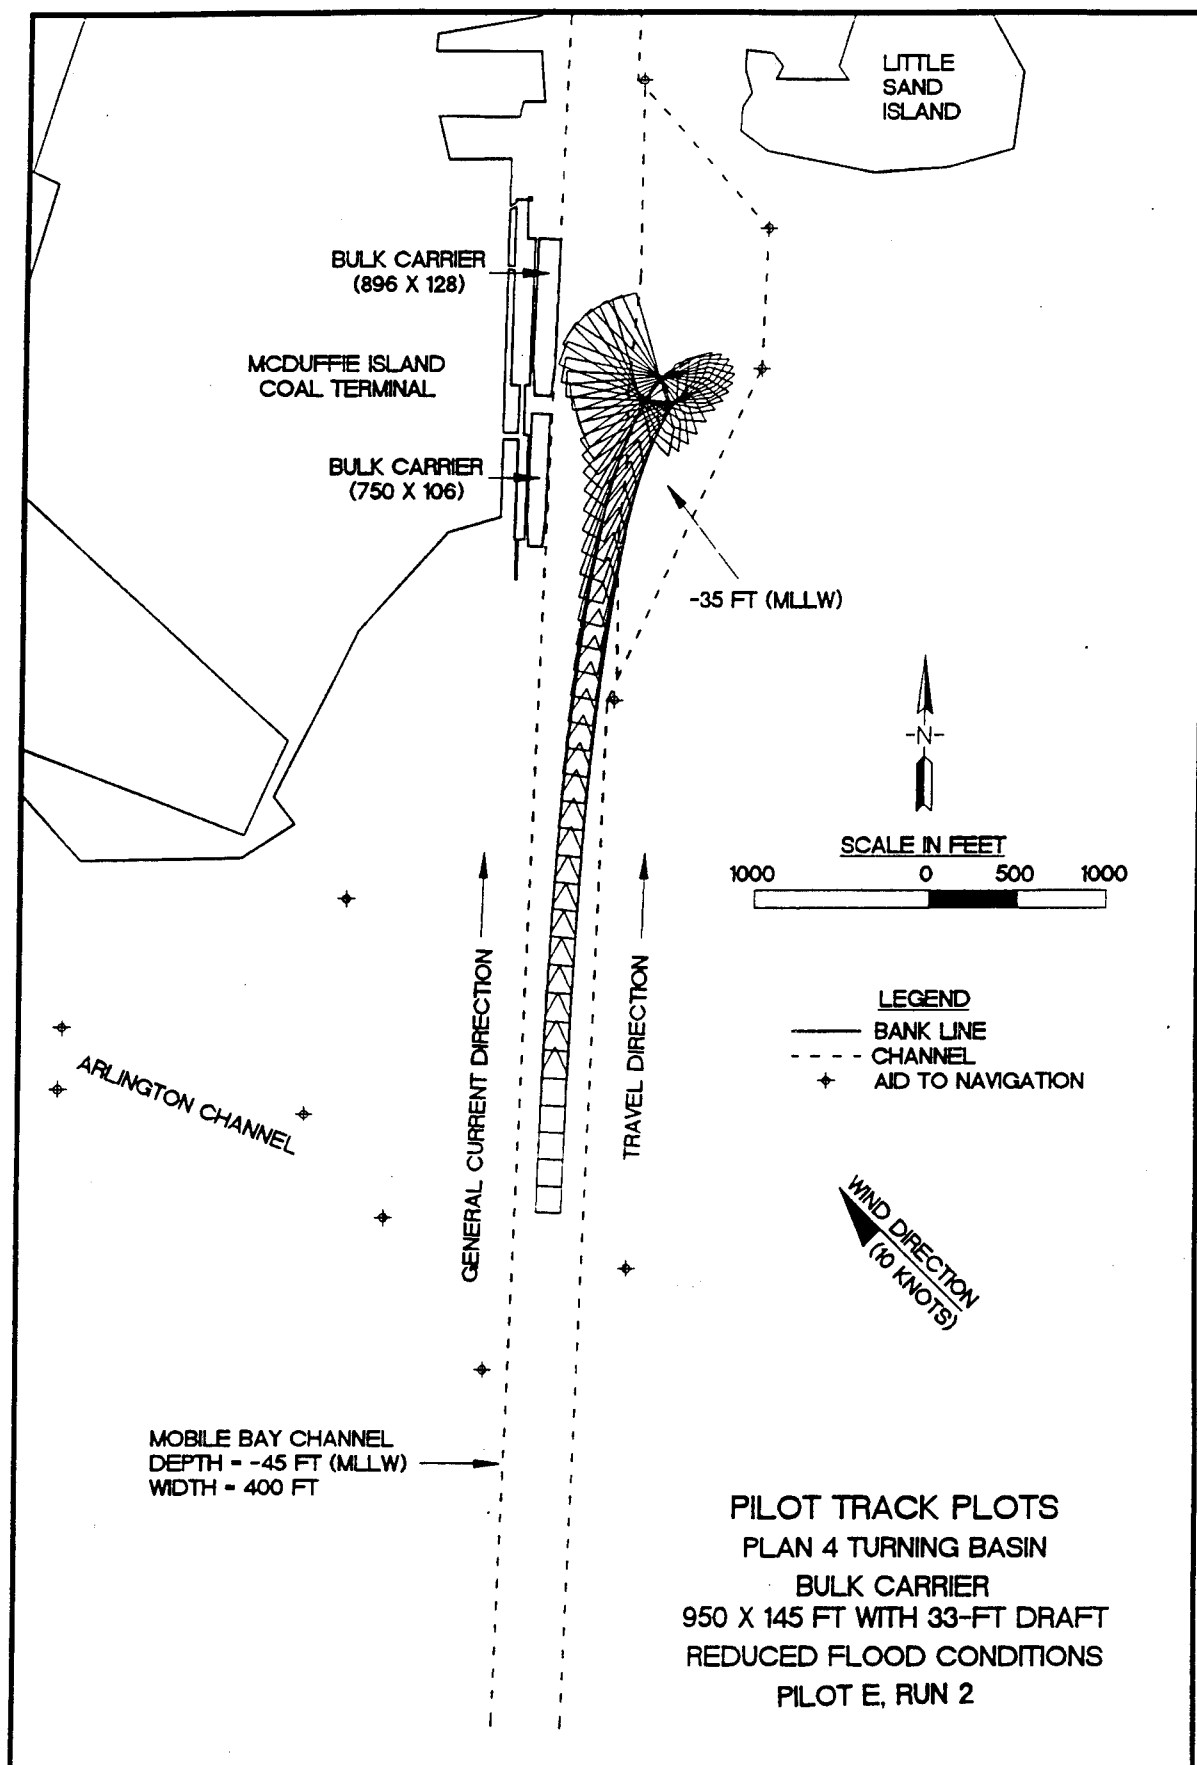 LITTLE
SAND
ISLAND
BULK CARRIER
(896 X 128)
MCDUFFIE ISLAND
COAL TERMINAL
BULK CARRIER
(750 X 106)
-35 FT (MLLW)
-N-
SCALE IN FEET
1000 0 500 1000
GENERAL CURRENT DIRECTION
TRAVEL DIRECTION
LEGEND
BANK LINE
CHANNEL
AID TO NAVIGATION
ARLINGTON CHANNEL
WIND DIRECTION
(10 KNOTS)
MOBILE BAY CHANNEL
DEPTH = -45 FT (MLLW)
WIDTH = 400 FT
PILOT TRACK PLOTS
PLAN 4 TURNING BASIN
BULK CARRIER
950 X 145 FT WITH 33-FT DRAFT
REDUCED FLOOD CONDITIONS
PILOT E, RUN 2